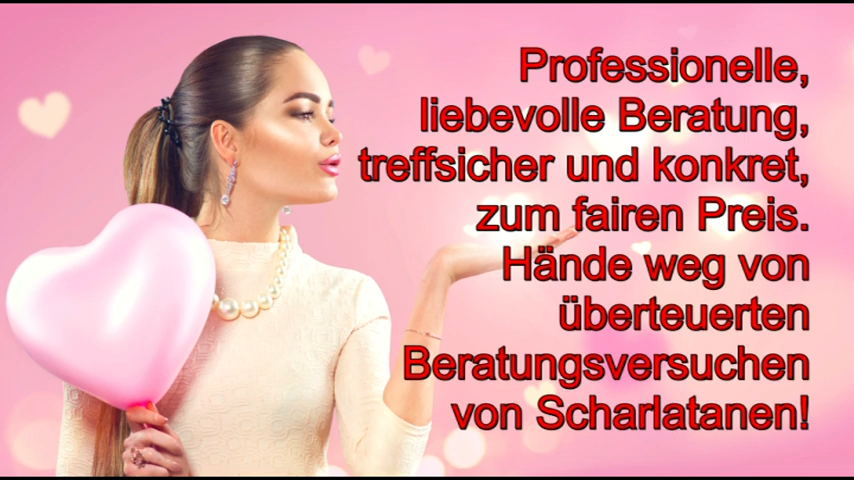 Professionelle,
liebevolle Beratung,
treffsicher und konkret,
zum fairen Preis.
Hände weg von
überteuerten
Beratungsversuchen
von Scharlatanen!